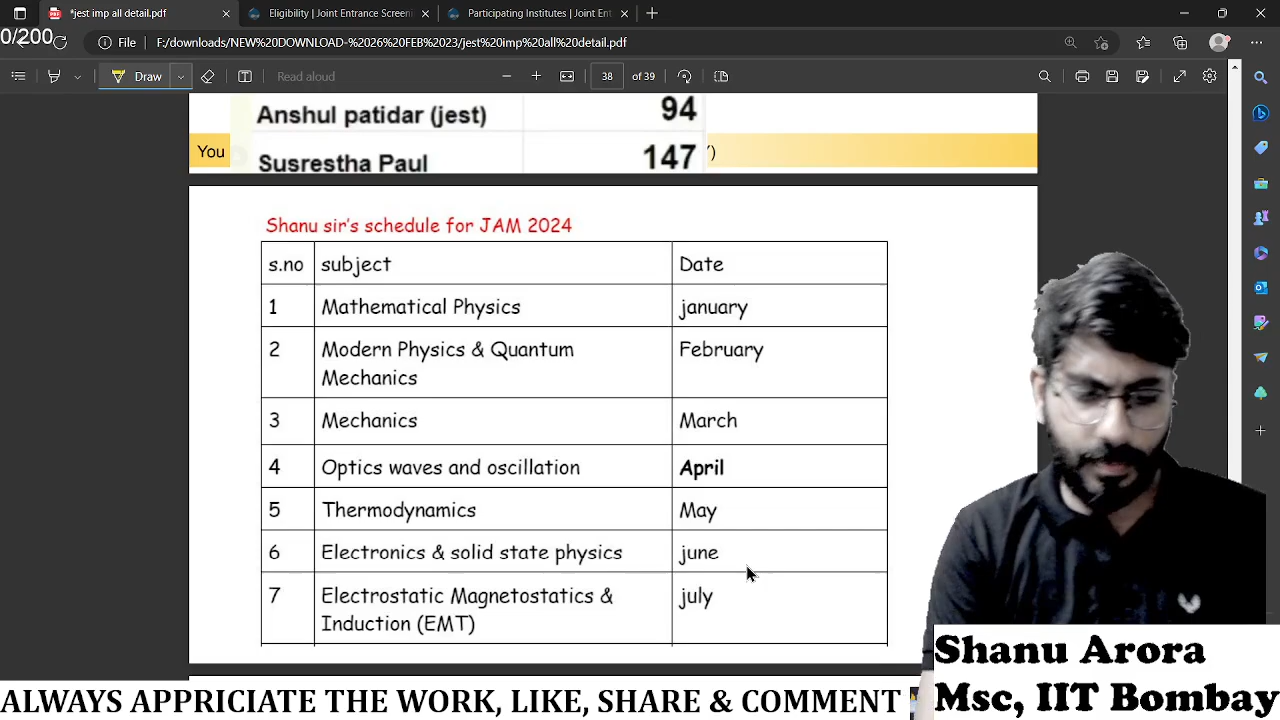 *jest imp all detail.pdf
Eligibility | Joint Entrance Screeni
Participating Institutes | Joint Ent
0/200
File
F:/downloads/NEW%20DOWNLOAD-%2026%20FEB%2023/jest%20imp%20all%20detail.pdf
Draw
Read aloud
38 of 39
Anshul patidar (jest) 94
You
Susrestha Paul 147
Shanu sir's schedule for JAM 2024
s.no subject Date
1 Mathematical Physics january
2 Modern Physics & Quantum February
Mechanics
3 Mechanics March
4 Optics waves and oscillation April
5 Thermodynamics May
6 Electronics & solid state physics june
7 Electrostatic Magnetostatics & july
Induction (EMT)
Shanu Arora
Msc, IIT Bombay
ALWAYS APPRICIATE THE WORK, LIKE, SHARE & COMMENT